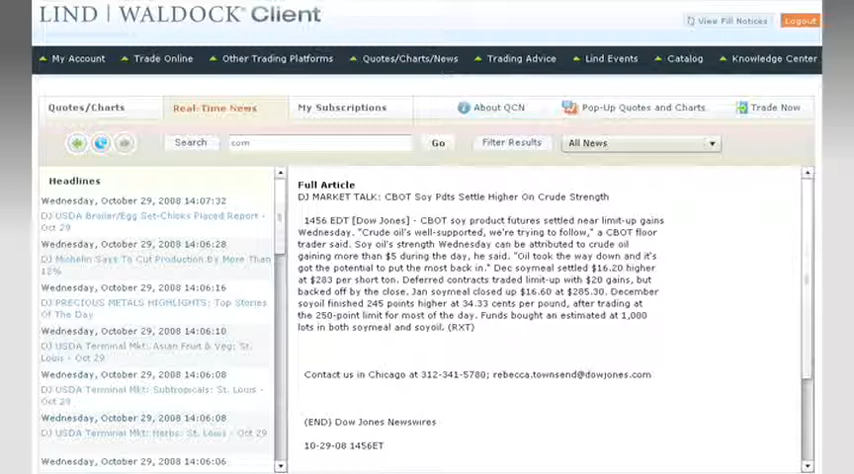 LIND | WALDOCK® Client
View Fill Notices
Logout
My Account
Trade Online
Other Trading Platforms
Quotes/Charts/News
Trading Advice
Lind Events
Catalog
Knowledge Center
Quotes/Charts
Real-Time News
My Subscriptions
About QCN
Pop-Up Quotes and Charts
Trade Now
Search
com
Go
Filter Results
All News
Headlines
Wednesday, October 29, 2008 14:07:32
DJ USDA Broiler/Egg Set-Chicks Placed Report -
Oct 29
Wednesday, October 29, 2008 14:06:28
DJ Michelin Says To Cut Production By More Than
12%
Wednesday, October 29, 2008 14:06:16
DJ PRECIOUS METALS HIGHLIGHTS: Top Stories
Of The Day
Wednesday, October 29, 2008 14:06:10
DJ USDA Terminal Mkt: Asian Fruit & Veg: St.
Louis - Oct 29
Wednesday, October 29, 2008 14:06:08
DJ USDA Terminal Mkt: Subtropicals: St. Louis -
Oct 29
Wednesday, October 29, 2008 14:06:08
DJ USDA Terminal Mkt: Herbs: St. Louis - Oct 29
Wednesday, October 29, 2008 14:06:06
Full Article
DJ MARKET TALK: CBOT Soy Pdts Settle Higher On Crude Strength
1456 EDT [Dow Jones] - CBOT soy product futures settled near limit-up gains
Wednesday. "Crude oil's well-supported, we're trying to follow," a CBOT floor
trader said. Soy oil's strength Wednesday can be attributed to crude oil
gaining more than $5 during the day, he said. "Oil took the way down and it's
got the potential to put the most back in." Dec soymeal settled $16.20 higher
at $283 per short ton. Deferred contracts traded limit-up with $20 gains, but
backed off by the close. Jan soymeal closed up $16.60 at $285.30. December
soyoil finished 245 points higher at 34.33 cents per pound, after trading at
the 250-point limit for most of the day. Funds bought an estimated at 1,000
lots in both soymeal and soyoil. (RXT)
Contact us in Chicago at 312-341-5780; rebecca.townsend@dowjones.com
(END) Dow Jones Newswires
10-29-08 1456ET